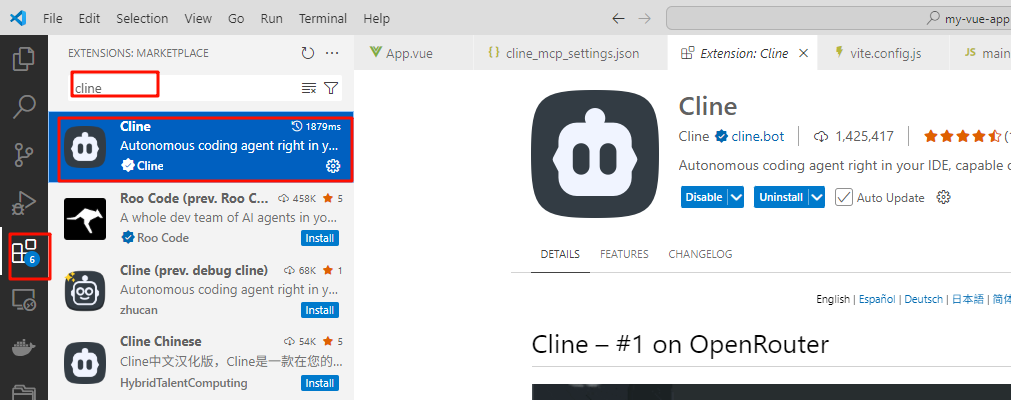 File Edit Selection View Go Run Terminal Help
my-vue-app
EXTENSIONS: MARKETPLACE
cline
Cline 1879ms
Autonomous coding agent right in y...
Cline
Roo Code (prev. Roo C... 458K 5
A whole dev team of AI agents in yo...
Roo Code Install
Cline (prev. debug cline) 68K 1
Autonomous coding agent right in y...
zhucan Install
Cline Chinese 54K 5
Cline中文汉化版，Cline是一款在您的...
HybridTalentComputing Install
6
App.vue cline_mcp_settings.json Extension: Cline vite.config.js JS main
Cline
Cline cline.bot 1,425,417
Autonomous coding agent right in your IDE, capable
Disable Uninstall Auto Update
DETAILS FEATURES CHANGELOG
English | Español | Deutsch | 日本語 | 简体
Cline – #1 on OpenRouter